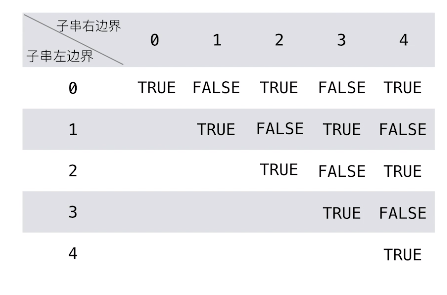 子串右边界
子串左边界
0 1 2 3 4
0 TRUE FALSE TRUE FALSE TRUE
1 TRUE FALSE TRUE FALSE
2 TRUE FALSE TRUE
3 TRUE FALSE
4 TRUE